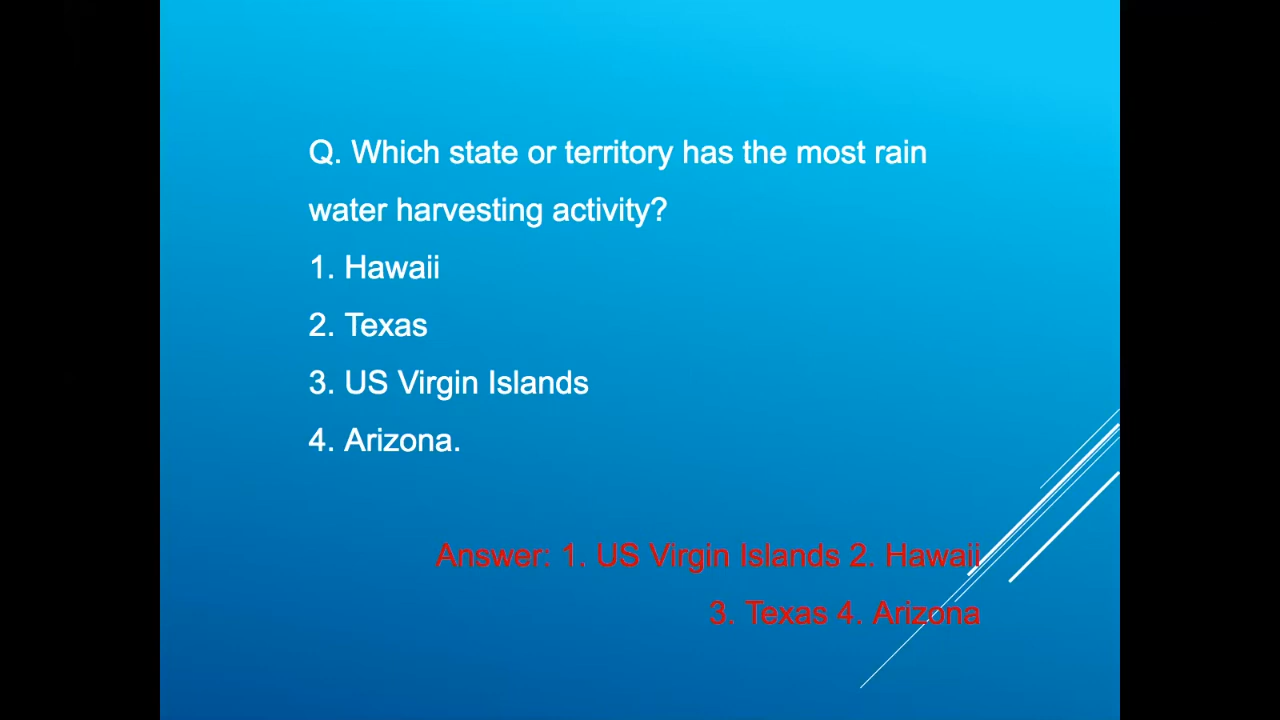 Q. Which state or territory has the most rain
water harvesting activity?
1. Hawaii
2. Texas
3. US Virgin Islands
4. Arizona.
Answer: 1. US Virgin Islands 2. Hawaii
3. Texas 4. Arizona